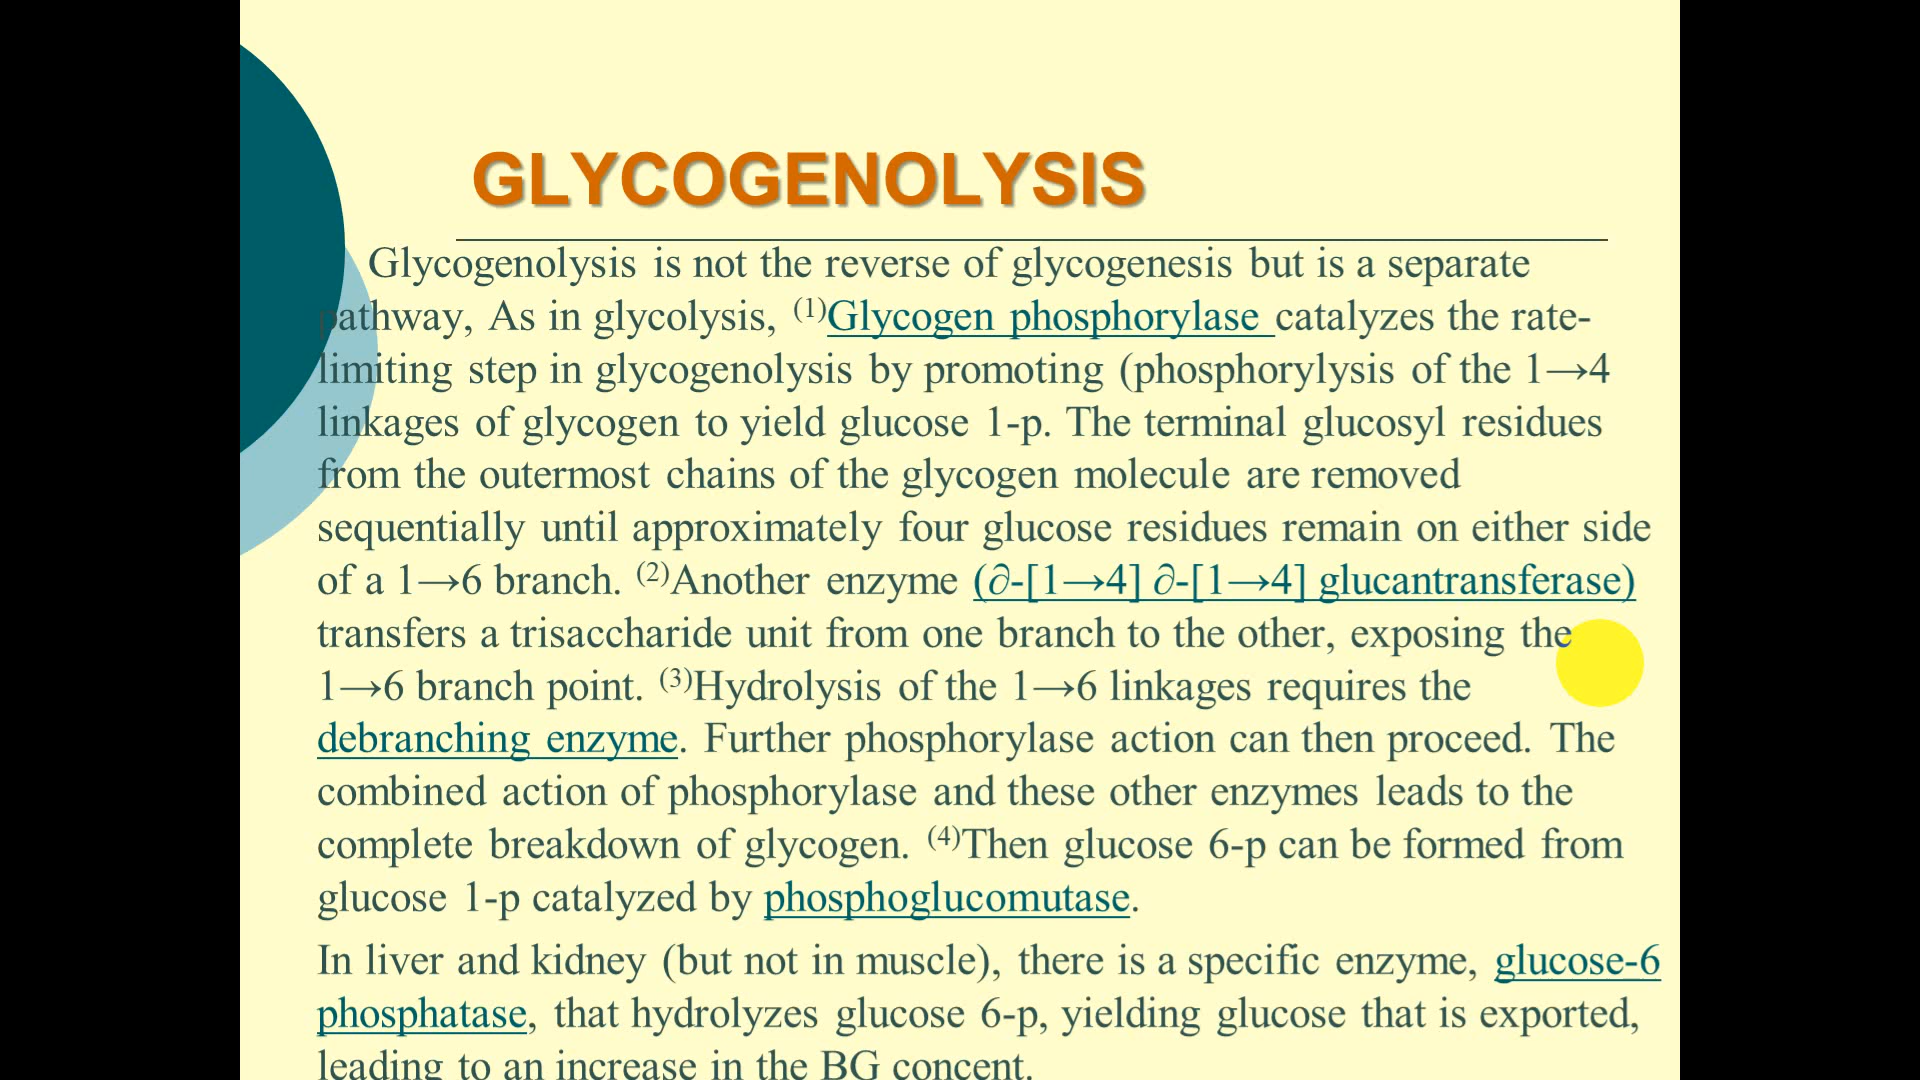 GLYCOGENOLYSIS
Glycogenolysis is not the reverse of glycogenesis but is a separate
pathway, As in glycolysis, (1)Glycogen phosphorylase catalyzes the rate-
limiting step in glycogenolysis by promoting (phosphorylysis of the 1→4
linkages of glycogen to yield glucose 1-p. The terminal glucosyl residues
from the outermost chains of the glycogen molecule are removed
sequentially until approximately four glucose residues remain on either side
of a 1→6 branch. (2)Another enzyme (∂-[1→4] ∂-[1→4] glucantransferase)
transfers a trisaccharide unit from one branch to the other, exposing the
1→6 branch point. (3)Hydrolysis of the 1→6 linkages requires the
debranching enzyme. Further phosphorylase action can then proceed. The
combined action of phosphorylase and these other enzymes leads to the
complete breakdown of glycogen. (4)Then glucose 6-p can be formed from
glucose 1-p catalyzed by phosphoglucomutase.
In liver and kidney (but not in muscle), there is a specific enzyme, glucose-6
phosphatase, that hydrolyzes glucose 6-p, yielding glucose that is exported,
leading to an increase in the BG concent.